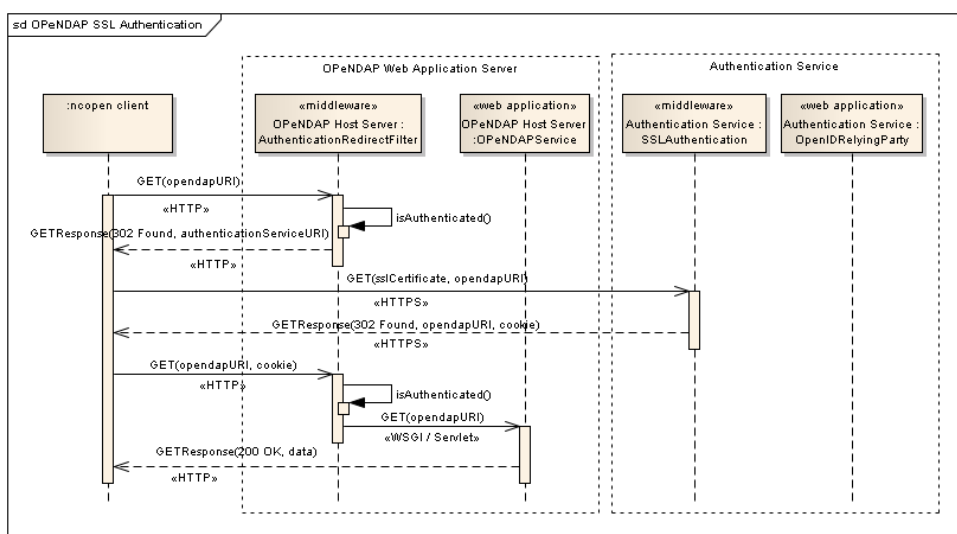 sd OPeNDAP SSL Authentication
OPeNDAP Web Application Server
Authentication Service
:ncopen client
«middleware»
OPeNDAP Host Server :
AuthenticationRedirectFilter
«web application»
OPeNDAP Host Server
:OPeNDAPService
«middleware»
Authentication Service :
SSLAuthentication
«web application»
Authentication Service :
OpenIDRelyingParty
GET(opendapURI)
«HTTP»
isAuthenticated()
GETResponse(302 Found, authenticationServiceURI)
«HTTP»
GET(sslCertificate, opendapURI)
«HTTPS»
GETResponse(302 Found, opendapURI, cookie)
«HTTPS»
GET(opendapURI, cookie)
«HTTP»
isAuthenticated()
GET(opendapURI)
«WSGI / Servlet»
GETResponse(200 OK, data)
«HTTP»